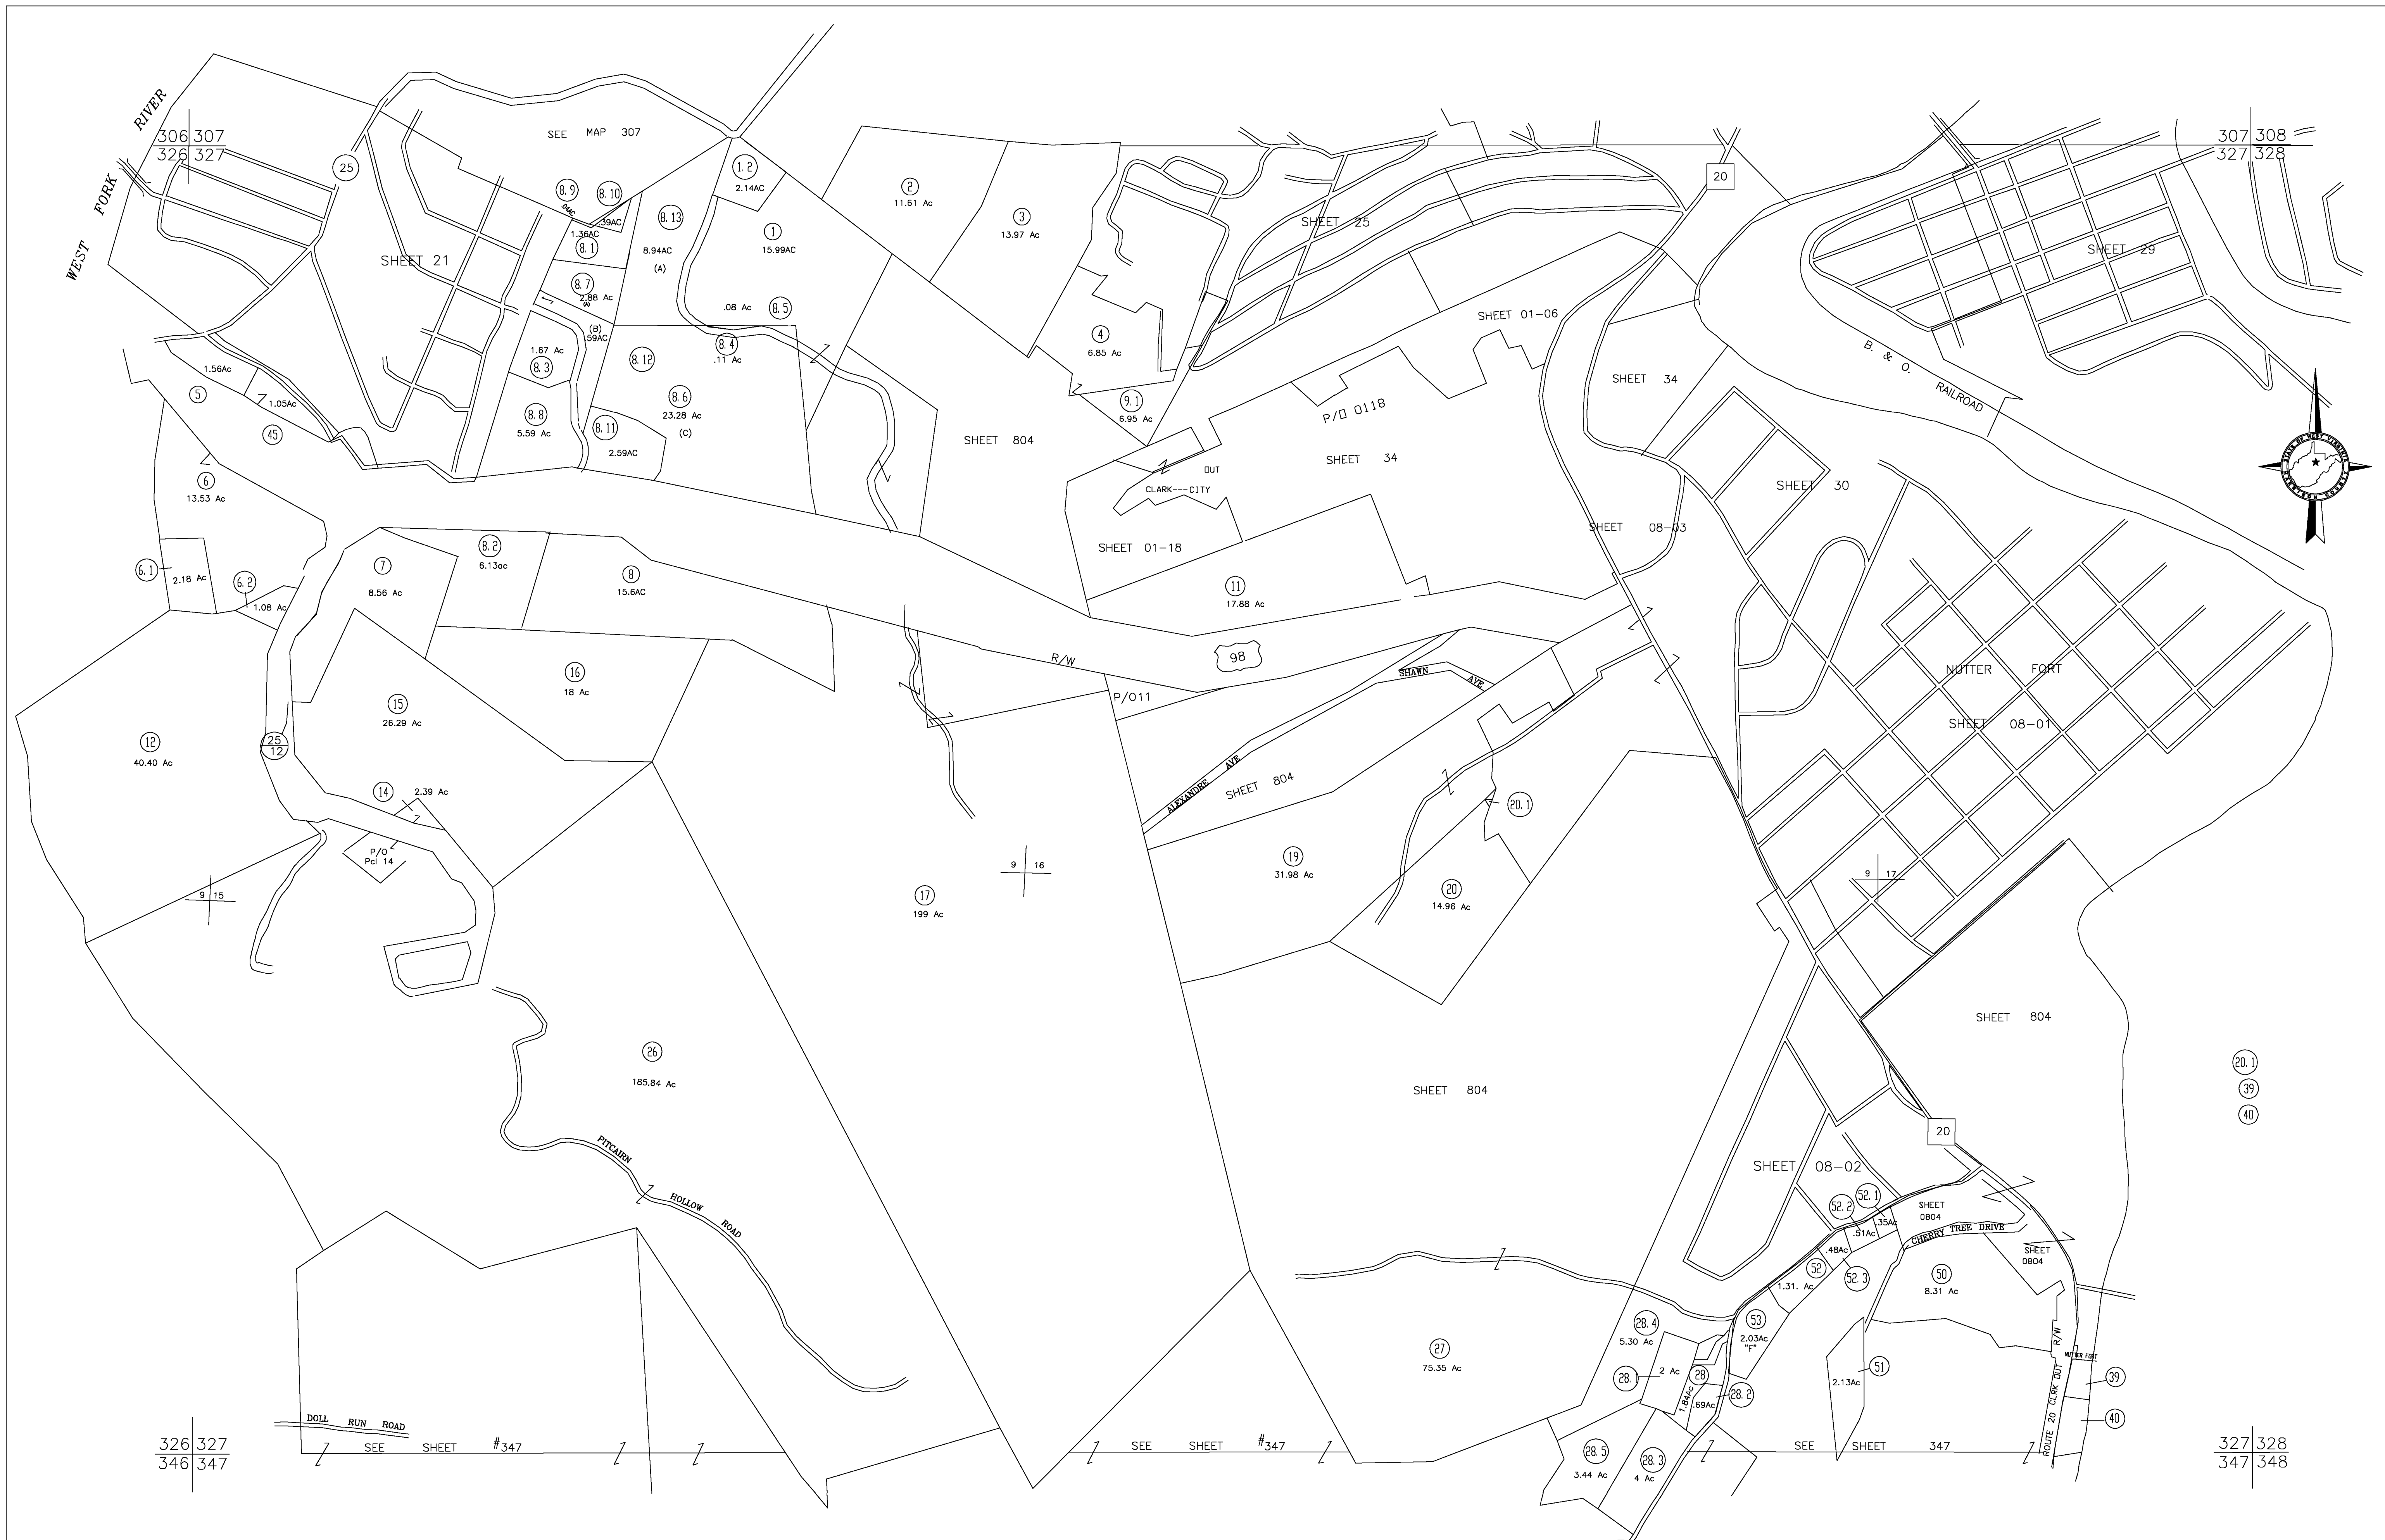 WEST FORK RIVER
306 307
326 327
25
SEE MAP 307
307 308
327 328
20
SHEET 21
8.9
.04AC
8.10
.39AC
1.36AC
8.1
8.13
8.94AC
(A)
1.2
2.14AC
1
15.99AC
2
11.61 Ac
3
13.97 Ac
SHEET 25
SHEET 29
8.7
2.88 Ac
(B)
.59AC
.08 Ac
8.5
8.4
.11 Ac
1.67 Ac
8.3
8.12
8.6
23.28 Ac
(C)
8.8
5.59 Ac
8.11
2.59AC
4
6.85 Ac
9.1
6.95 Ac
SHEET 804
SHEET 01-06
SHEET 34
P/O 0118
SHEET 34
OUT
CLARK---CITY
SHEET 01-18
B. & O. RAILROAD
STATE OF WEST VIRGINIA
HARRISON COUNTY
1.56Ac
5
1.05Ac
45
6
13.53 Ac
6.1
2.18 Ac
6.2
1.08 Ac
7
8.56 Ac
8.2
6.13ac
8
15.6AC
SHEET 30
SHEET 08-03
11
17.88 Ac
R/W
98
P/O11
SHAWN AVE
ALEXANDRE AVE
SHEET 804
NUTTER FORT
SHEET 08-01
12
40.40 Ac
25
12
15
26.29 Ac
16
18 Ac
14
2.39 Ac
P/O
Pcl 14
9 15
9 16
9 17
17
199 Ac
19
31.98 Ac
20.1
20
14.96 Ac
26
185.84 Ac
PITCAIRN HOLLOW ROAD
SHEET 804
SHEET 804
20.1
39
40
20
SHEET 08-02
52.2
52.1
.35Ac
.51Ac
.48Ac
52.3
52
1.31. Ac
SHEET
0804
CHERRY TREE DRIVE
SHEET
0804
50
8.31 Ac
53
2.03Ac
"F"
28.4
5.30 Ac
28.1
2 Ac
1.84Ac
28
.69Ac
28.2
27
75.35 Ac
51
2.13Ac
NUTTER FORT
39
40
ROUTE 20 CLRK OUT R/W
28.5
3.44 Ac
28.3
4 Ac
DOLL RUN ROAD
SEE SHEET #347
SEE SHEET #347
SEE SHEET 347
326 327
346 347
327 328
347 348